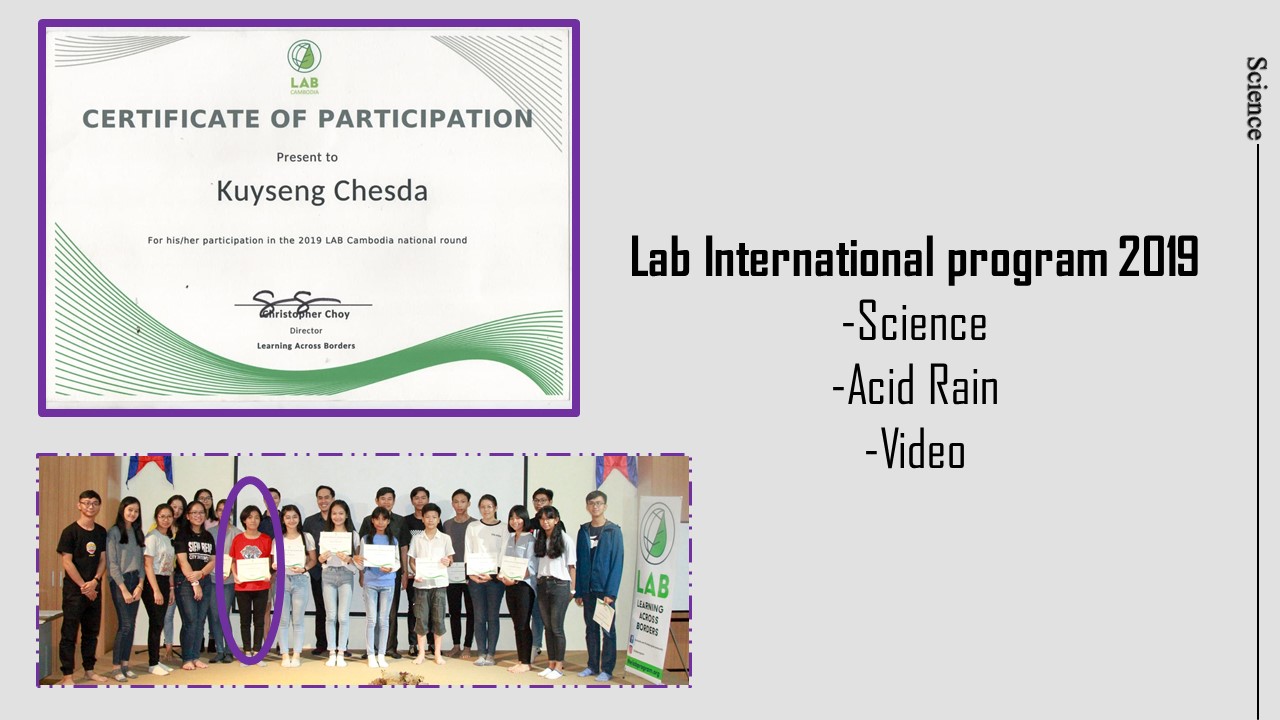 LAB
CAMBODIA
CERTIFICATE OF PARTICIPATION
Present to
Kuyseng Chesda
For his/her participation in the 2019 LAB Cambodia national round
Christopher Choy
Director
Learning Across Borders
Lab International program 2019
-Science
-Acid Rain
-Video
Science
SIEM REAP
LAB
LEARNING
ACROSS
BORDERS